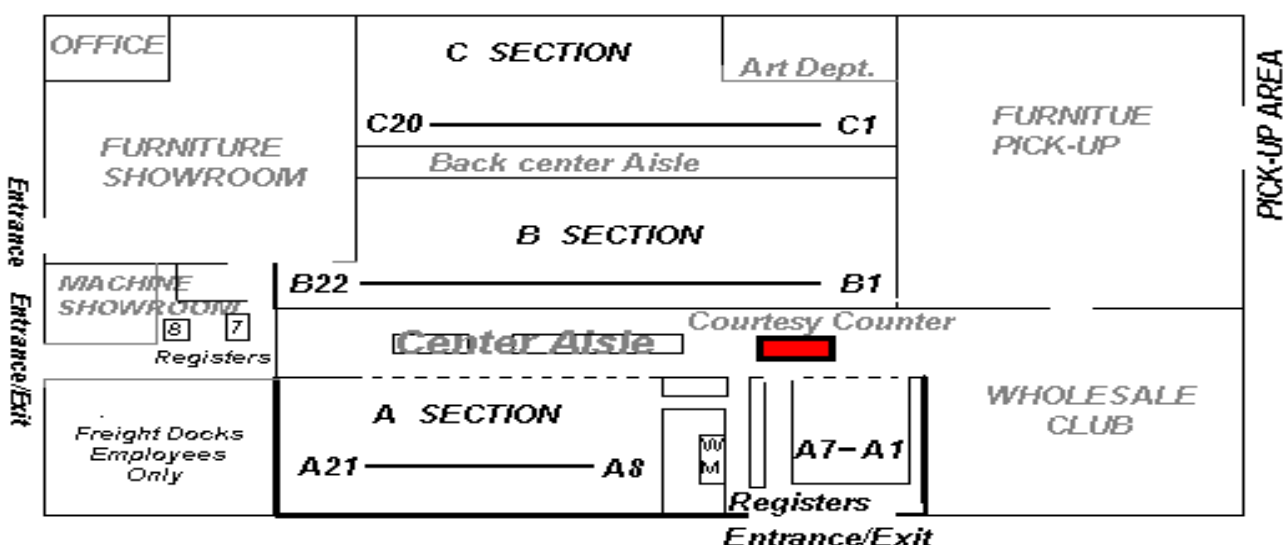 OFFICE
C SECTION
Art Dept.
C20
C1
FURNITURE
SHOWROOM
Back center Aisle
FURNITUE
PICK-UP
PICK-UP AREA
Entrance
B SECTION
MACHINE
SHOWROOM
B22
B1
8
7
Registers
Center Aisle
Courtesy Counter
Entrance/Exit
Freight Docks
Employees
Only
A SECTION
A21
A8
W
M
A7-A1
WHOLESALE
CLUB
Registers
Entrance/Exit